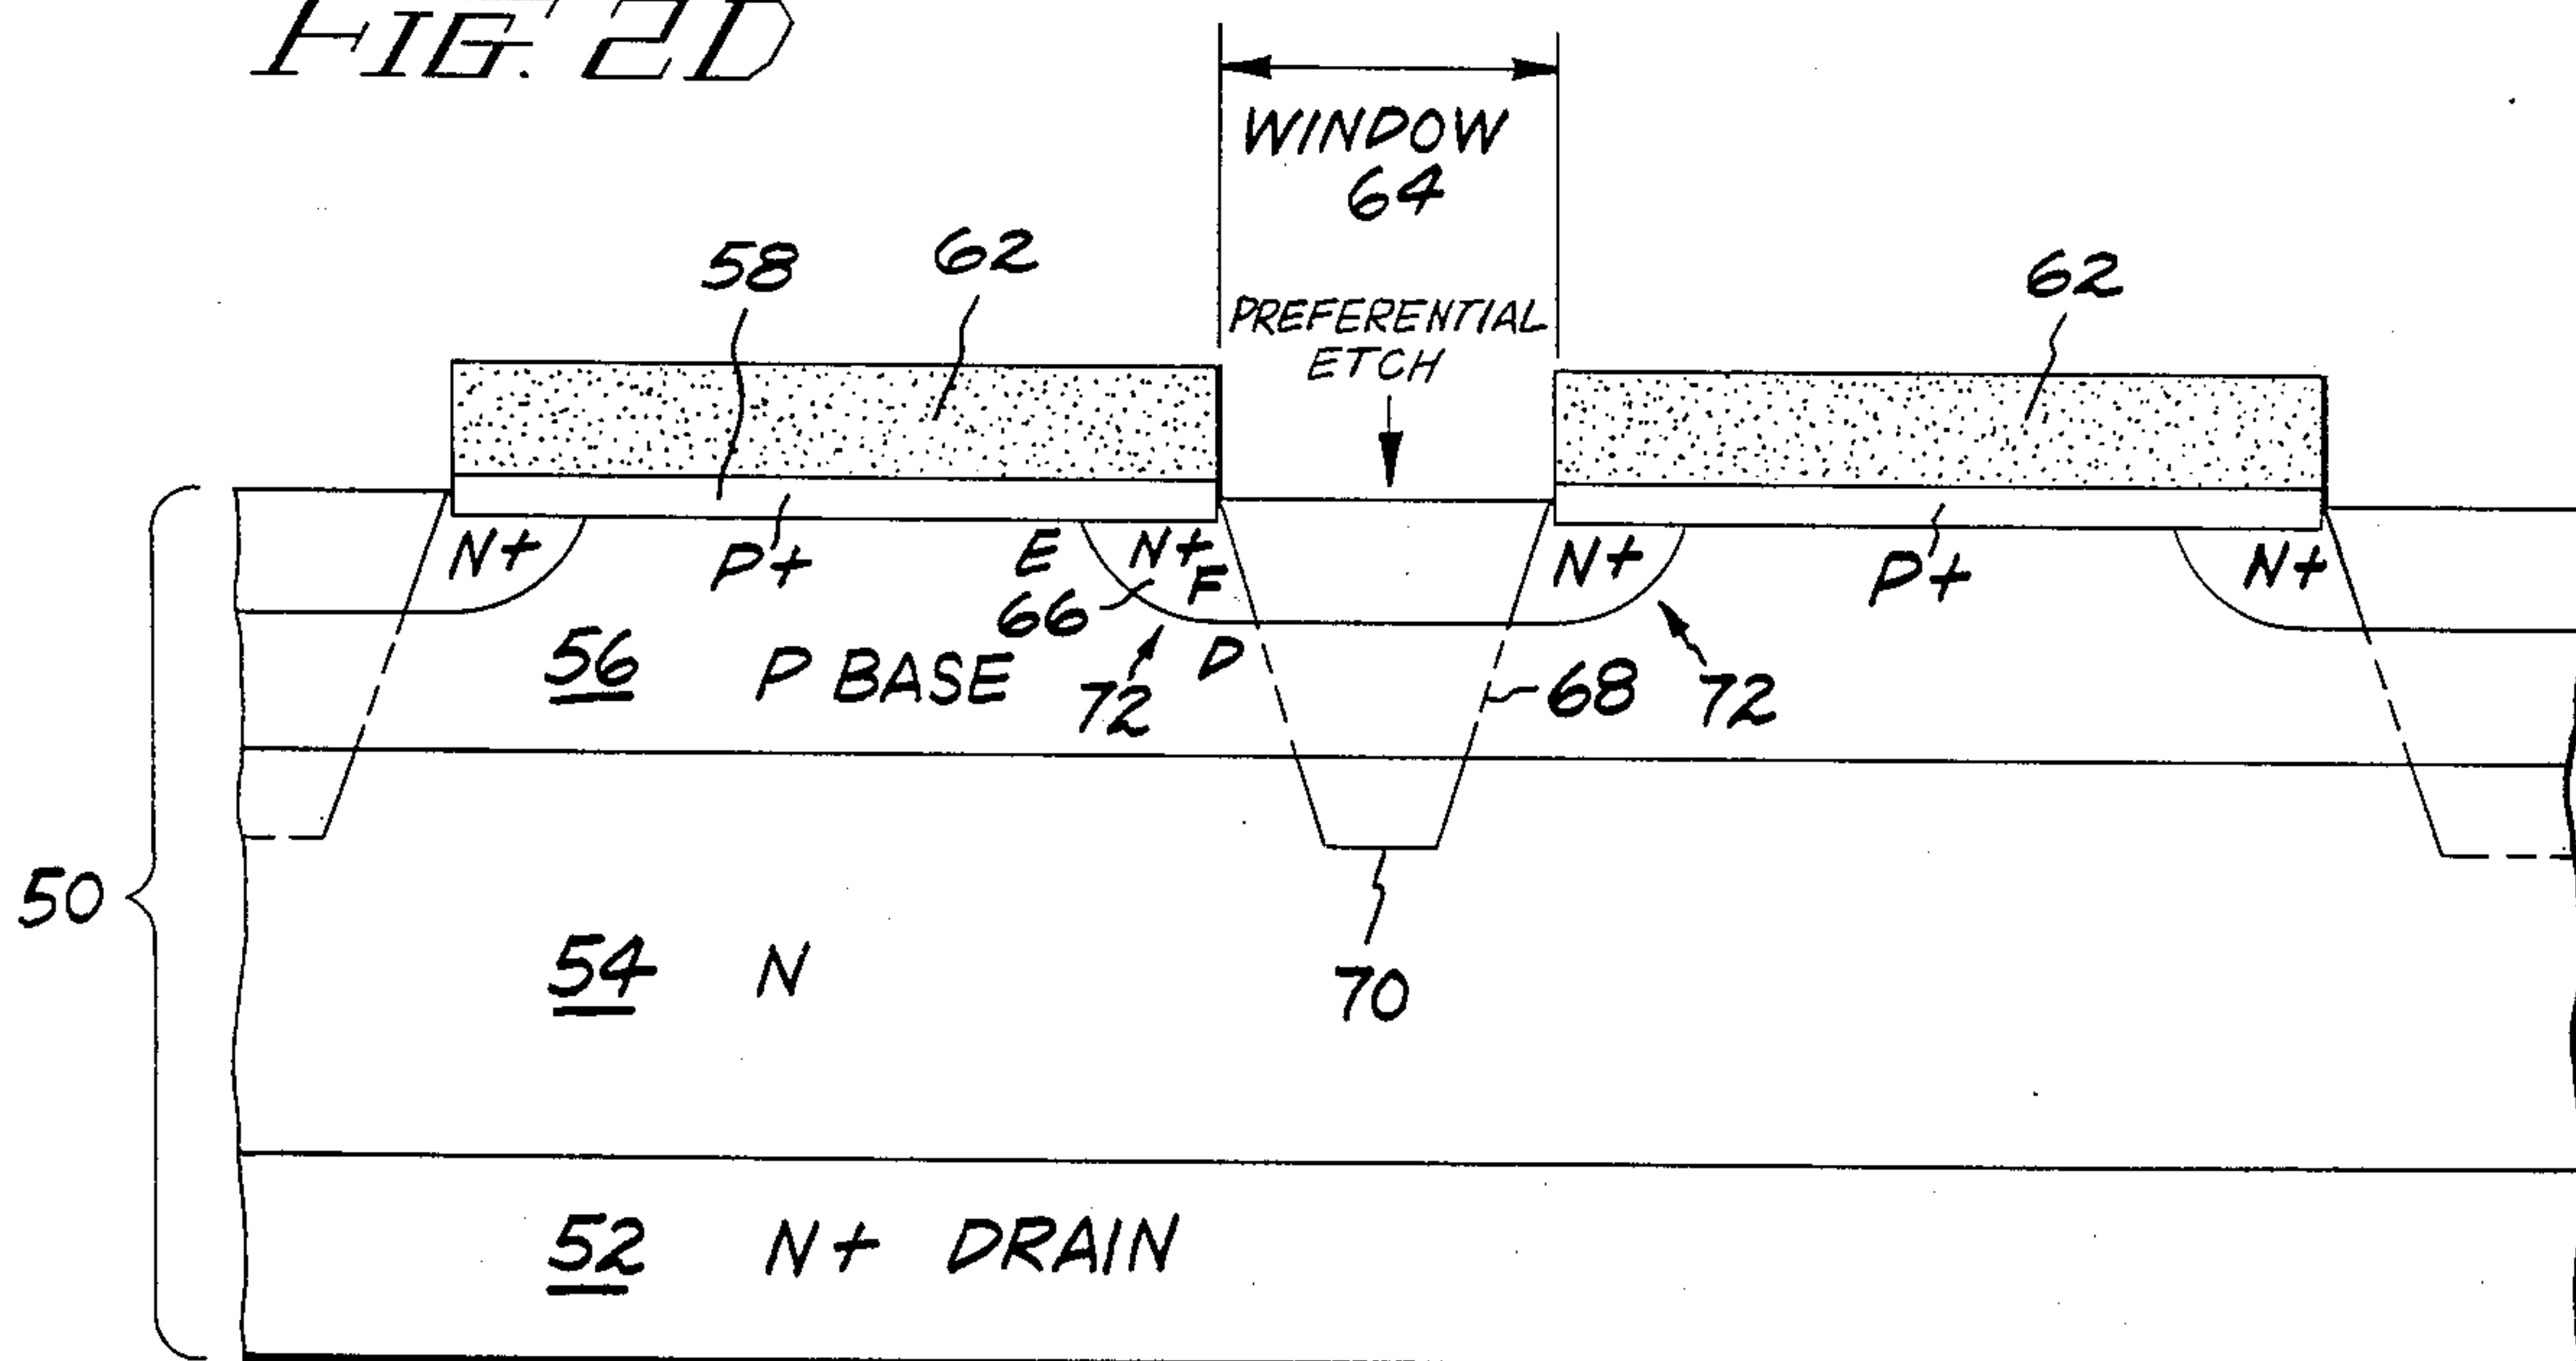 FIG. 2D
WINDOW
64
58
62
62
PREFERENTIAL
ETCH
N+
P+
E
N+
F
N+
P+
N+
66
56 P BASE
72
D
68
72
50
54 N
70
52 N+ DRAIN